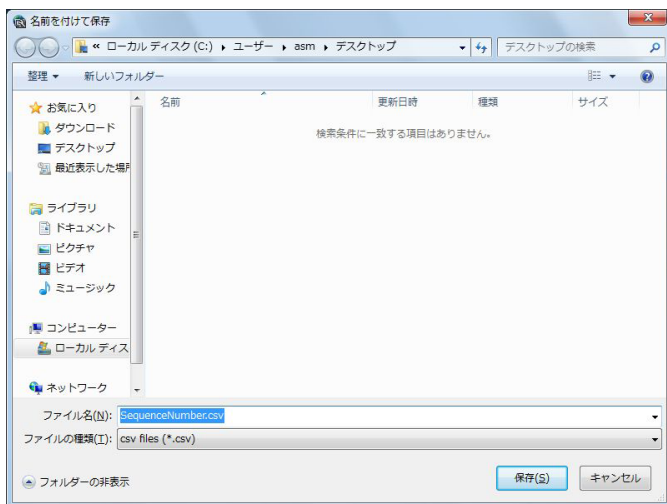 名前を付けて保存
« ローカル ディスク (C:) ▸ ユーザー ▸ asm ▸ デスクトップ
デスクトップの検索
整理 ▼ 新しいフォルダー
お気に入り
ダウンロード
デスクトップ
最近表示した場所
ライブラリ
ドキュメント
ピクチャ
ビデオ
ミュージック
コンピューター
ローカル ディス
ネットワーク
名前 更新日時 種類 サイズ
検索条件に一致する項目はありません。
ファイル名(N): SequenceNumber.csv
ファイルの種類(T): csv files (*.csv)
フォルダーの非表示
保存(S) キャンセル